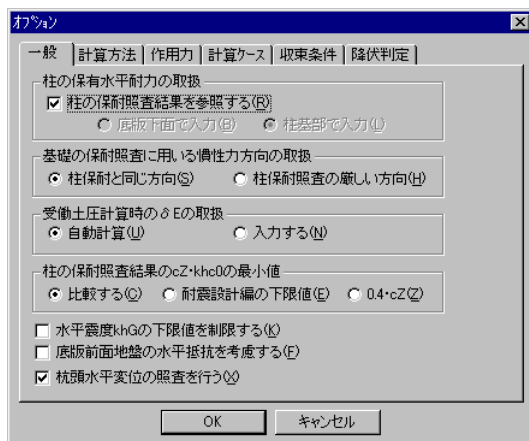 オプション
一般 計算方法 作用力 計算ケース 収束条件 降伏判定
柱の保有水平耐力の取扱
柱の保耐照査結果を参照する(R)
底版下面で入力(B) 柱基部で入力(L)
基礎の保耐照査に用いる慣性力方向の取扱
柱保耐と同じ方向(S) 柱保耐照査の厳しい方向(H)
受働土圧計算時のδEの取扱
自動計算(U) 入力する(N)
柱の保耐照査結果のcZ・khc0の最小値
比較する(C) 耐震設計編の下限値(E) 0.4・cZ(Z)
水平震度khGの下限値を制限する(K)
底版前面地盤の水平抵抗を考慮する(F)
杭頭水平変位の照査を行う(X)
OK キャンセル